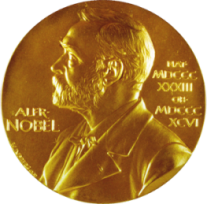 ALFR·
NOBEL
NAT·
MDCCC
XXXIII
OB·
MDCCC
XCVI